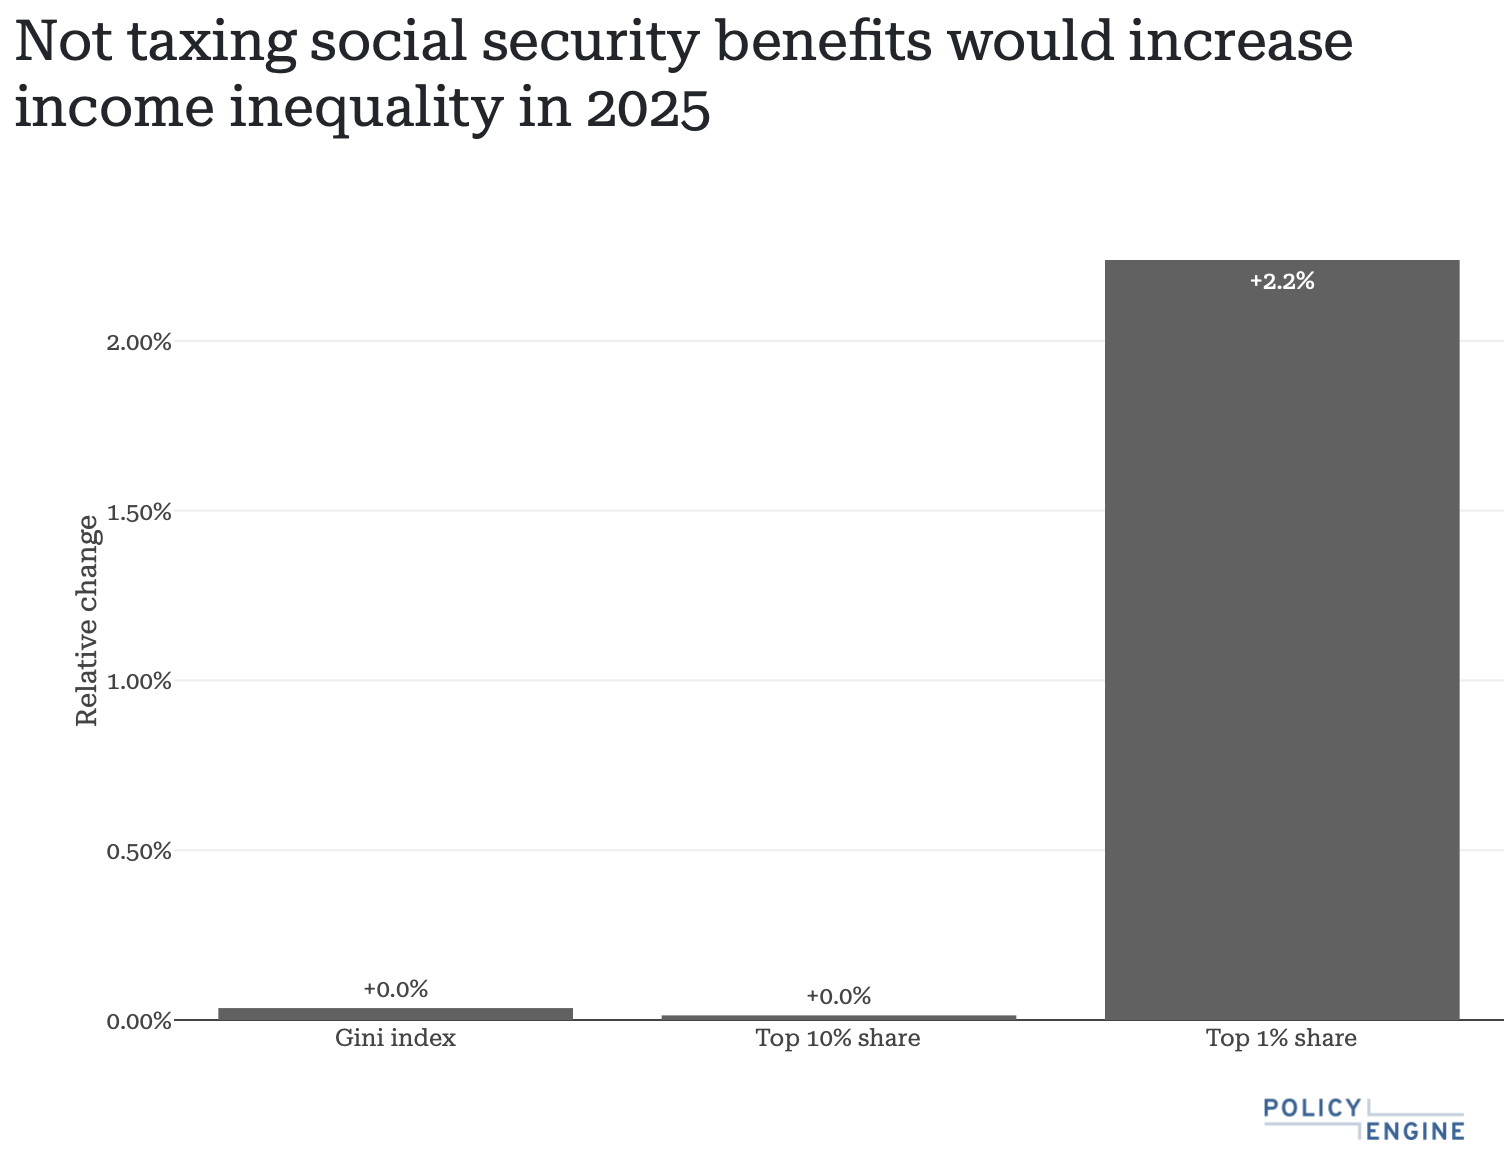 Not taxing social security benefits would increase
income inequality in 2025
+2.2%
2.00%
1.50%
Relative change
1.00%
0.50%
+0.0%
+0.0%
0.00%
Gini index
Top 10% share
Top 1% share
POLICY
ENGINE